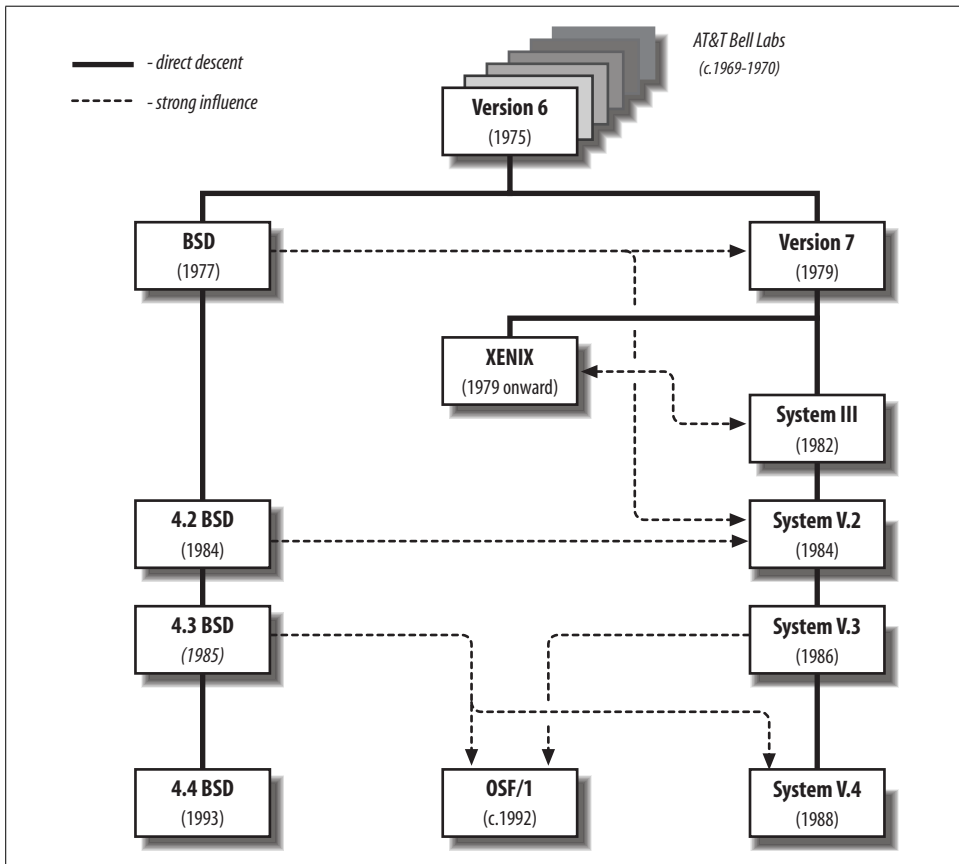 AT&T Bell Labs
(c.1969-1970)
- direct descent
- strong influence
Version 6
(1975)
BSD
(1977)
Version 7
(1979)
XENIX
(1979 onward)
System III
(1982)
4.2 BSD
(1984)
System V.2
(1984)
4.3 BSD
(1985)
System V.3
(1986)
4.4 BSD
(1993)
OSF/1
(c.1992)
System V.4
(1988)